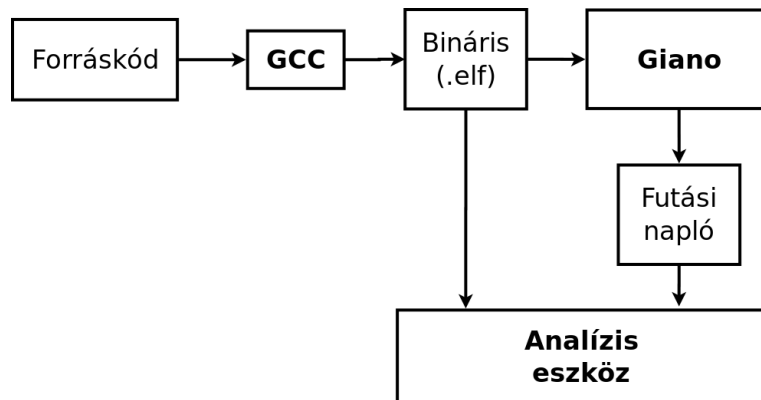 Forráskód
GCC
Bináris
(.elf)
Giano
Futási
napló
Analízis
eszköz